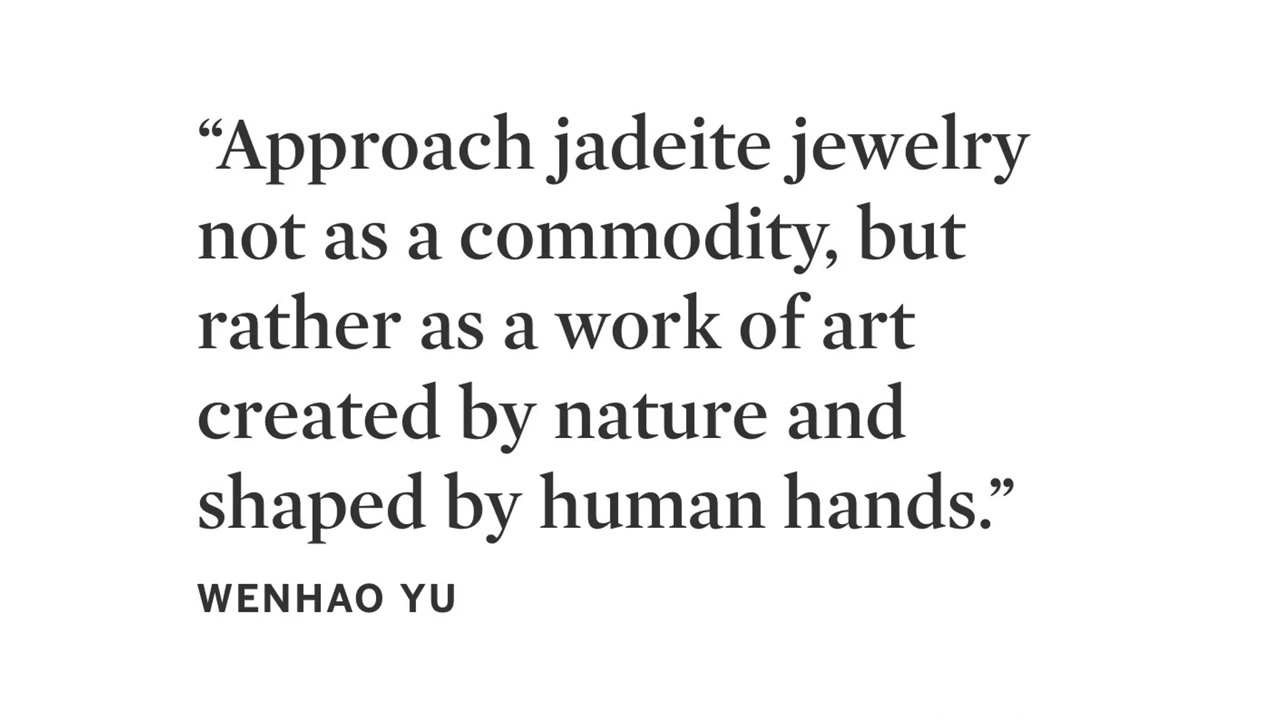 “Approach jadeite jewelry
not as a commodity, but
rather as a work of art
created by nature and
shaped by human hands.”
WENHAO YU